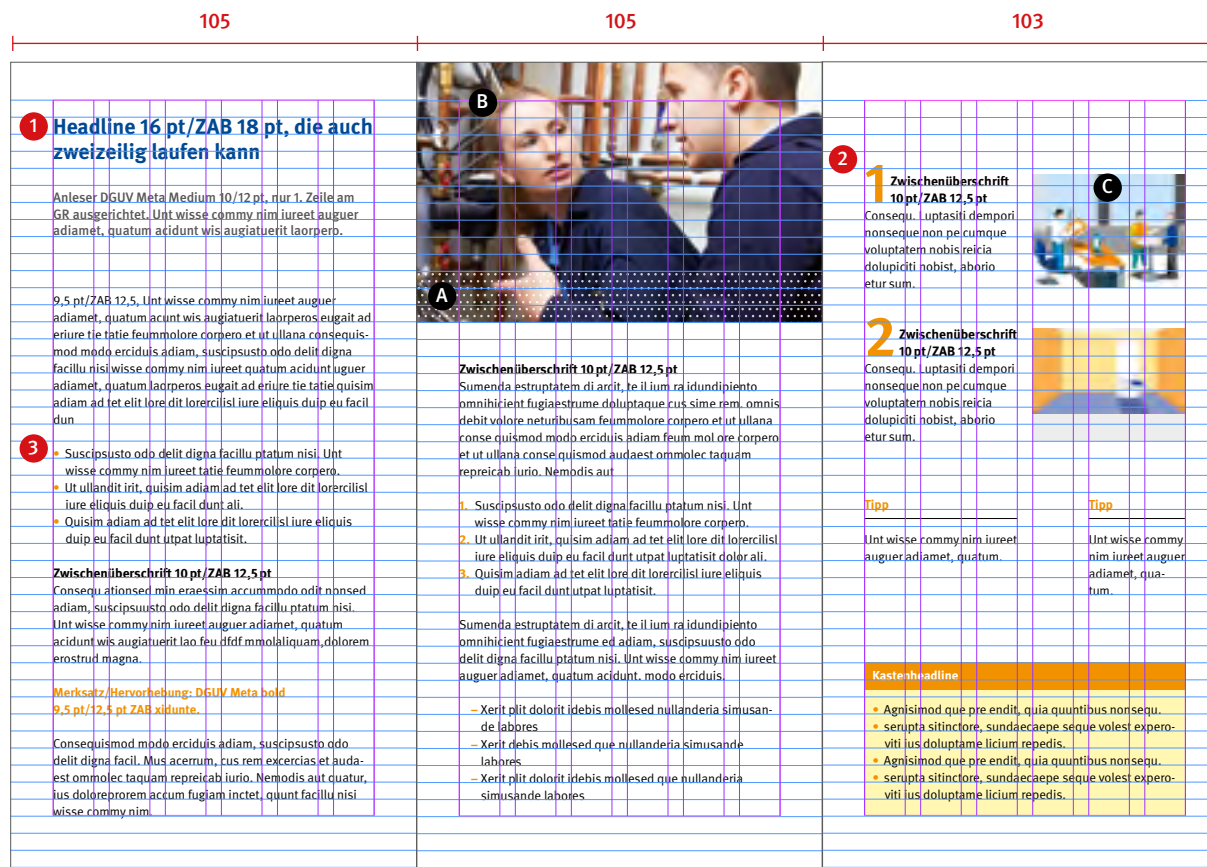 105
105
103
1
Headline 16 pt/ZAB 18 pt, die auch
zweizeilig laufen kann
Anleser DGUV Meta Medium 10/12 pt, nur 1. Zeile am
GR ausgerichtet. Unt wisse commy nim iureet auguer
adiamet, quatum acidunt wis augiatuerit laorpero.
9,5 pt/ZAB 12,5, Unt wisse commy nim iureet auguer
adiamet, quatum acunt wis augiatuerit laorperos eugait ad
eriure tie tatie feummolore corpero et ut ullana consequis-
mod modo erciduis adiam, suscipsusto odo delit digna
facillu nisi wisse commy nim iureet quatum acidunt uguer
adiamet, quatum laorperos eugait ad eriure tie tatie quisim
adiam ad tet elit lore dit lorercilisl iure eliquis duip eu facil
dun
3
• Suscipsusto odo delit digna facillu ptatum nisi. Unt
wisse commy nim iureet tatie feummolore corpero.
• Ut ullandit irit, quisim adiam ad tet elit lore dit lorercilisl
iure eliquis duip eu facil dunt ali.
• Quisim adiam ad tet elit lore dit lorercilisl iure eliquis
duip eu facil dunt utpat luptatisit.
Zwischenüberschrift 10 pt/ZAB 12,5 pt
Consequ ationsed min eraessim accummodo odit nonsed
adiam, suscipsuusto odo delit digna facillu ptatum nisi.
Unt wisse commy nim iureet auguer adiamet, quatum
acidunt wis augiatuerit lao feu dfdf mmolaliquam,dolorem
erostrud magna.
Merksatz/Hervorhebung: DGUV Meta bold
9,5 pt/12,5 pt ZAB xidunte.
Consequismod modo erciduis adiam, suscipsusto odo
delit digna facil. Mus acerrum, cus rem excercias et auda-
est ommolec taquam repreicab iurio. Nemodis aut quatur,
ius doloreprorem accum fugiam inctet, quunt facillu nisi
wisse commy nim.
B
A
Zwischenüberschrift 10 pt/ZAB 12,5 pt
Sumenda estruptatem di arcit, te il ium ra idundipiento
omnihicient fugiaestrume doluptaque cus sime rem. omnis
debit volore neturibusam feummolore corpero et ut ullana
conse quismod modo erciduis adiam feum mol ore corpero
et ut ullana conse quismod audaest ommolec taquam
repreicab iurio. Nemodis aut
1. Suscipsusto odo delit digna facillu ptatum nisi. Unt
wisse commy nim iureet tatie feummolore corpero.
2. Ut ullandit irit, quisim adiam ad tet elit lore dit lorercilisl
iure eliquis duip eu facil dunt utpat luptatisit dolor ali.
3. Quisim adiam ad tet elit lore dit lorercilisl iure eliquis
duip eu facil dunt utpat luptatisit.
Sumenda estruptatem di arcit, te il ium ra idundipiento
omnihicient fugiaestrume ed adiam, suscipsuusto odo
delit digna facillu ptatum nisi. Unt wisse commy nim iureet
auguer adiamet, quatum acidunt. modo erciduis.
– Xerit plit dolorit idebis mollesed nullanderia simusan-
de labores
– Xerit debis mollesed que nullanderia simusande
labores
– Xerit plit dolorit idebis mollesed que nullanderia
simusande labores
2
1 Zwischenüberschrift
10 pt/ZAB 12,5 pt
Consequ. Luptasiti dempori
nonseque non pe cumque
voluptatem nobis reicia
dolupiciti nobist, aborio
etur sum.
C
2 Zwischenüberschrift
10 pt/ZAB 12,5 pt
Consequ. Luptasiti dempori
nonseque non pe cumque
voluptatem nobis reicia
dolupiciti nobist, aborio
etur sum.
Tipp
Unt wisse commy nim iureet
auguer adiamet, quatum.
Tipp
Unt wisse commy
nim iureet auguer
adiamet, qua-
tum.
Kastenheadline
• Agnisimod que pre endit, quia quuntibus nonsequ.
• serupta sitinctore, sundaecaepe seque volest expero-
viti ius doluptame licium repedis.
• Agnisimod que pre endit, quia quuntibus nonsequ.
• serupta sitinctore, sundaecaepe seque volest expero-
viti ius doluptame licium repedis.